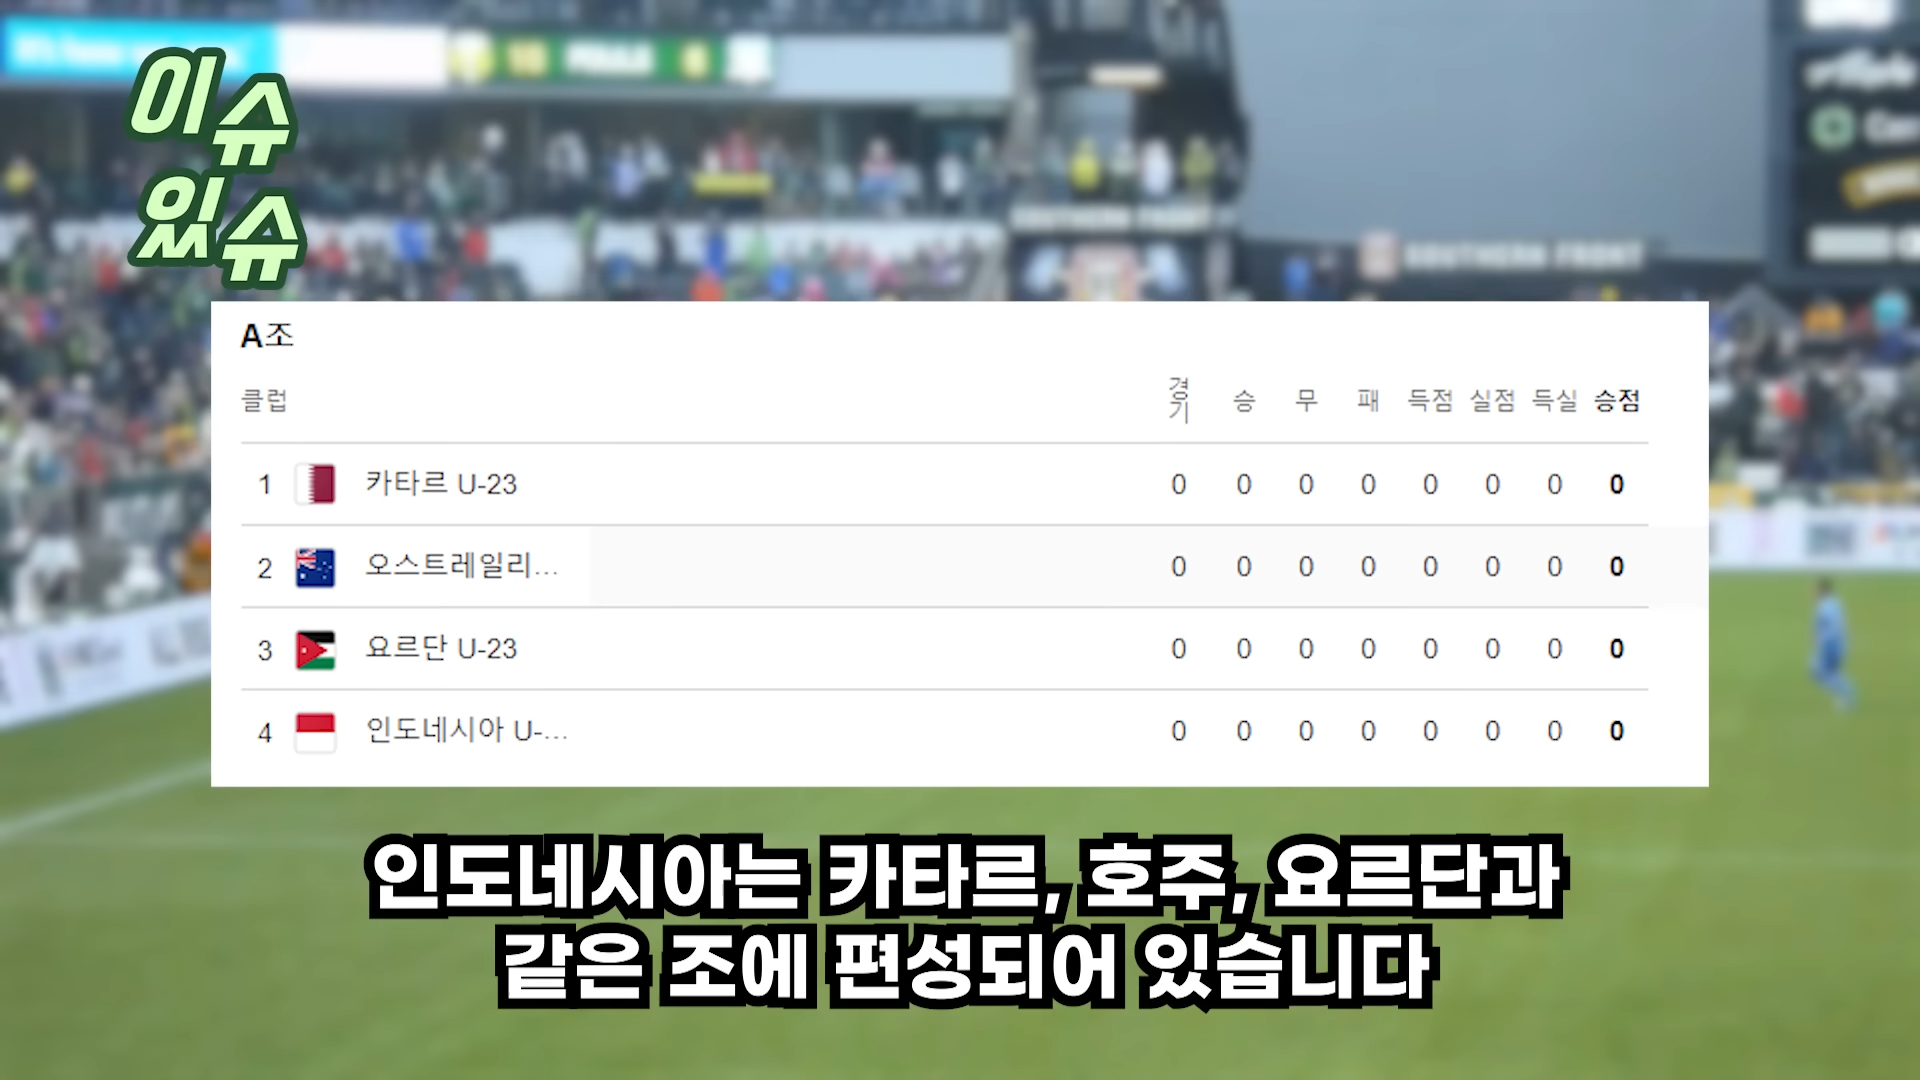 이슈
있슈
SOUTHERN FRONT
A조
클럽 경기 승 무 패 득점 실점 득실 승점
1 카타르 U-23 0 0 0 0 0 0 0 0
2 오스트레일리... 0 0 0 0 0 0 0 0
3 요르단 U-23 0 0 0 0 0 0 0 0
4 인도네시아 U-... 0 0 0 0 0 0 0 0
인도네시아는 카타르, 호주, 요르단과
같은 조에 편성되어 있습니다